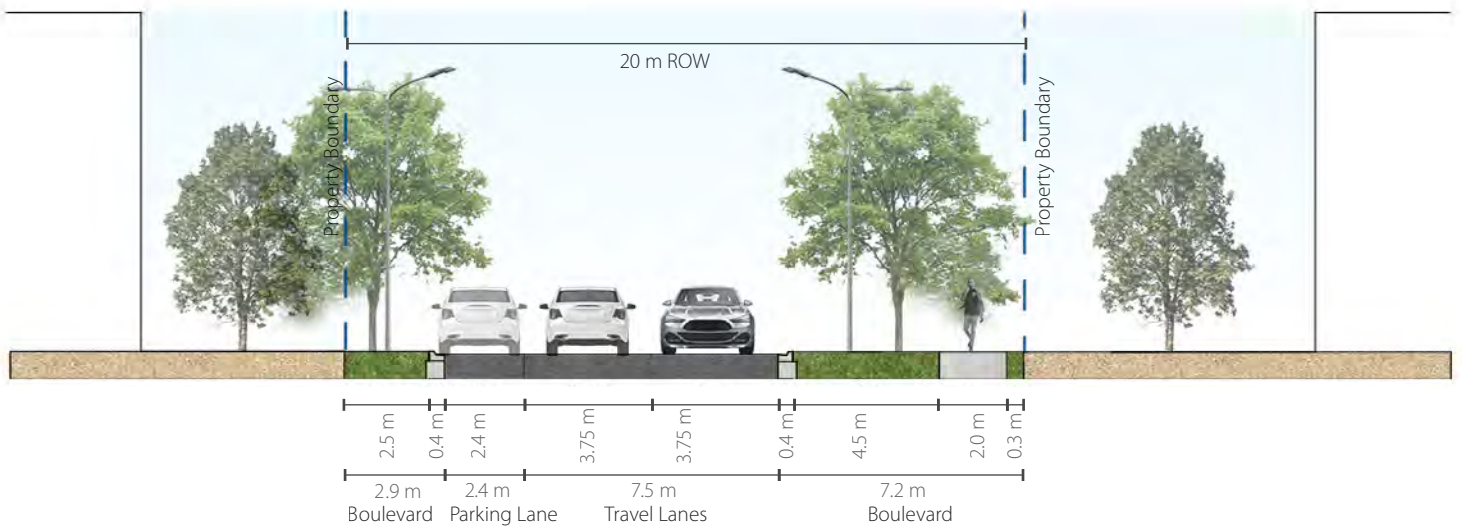 20 m ROW
Property Boundary
Property Boundary
2.5 m
0.4 m
2.4 m
3.75 m
3.75 m
0.4 m
4.5 m
2.0 m
0.3 m
2.9 m
2.4 m
7.5 m
7.2 m
Boulevard
Parking Lane
Travel Lanes
Boulevard